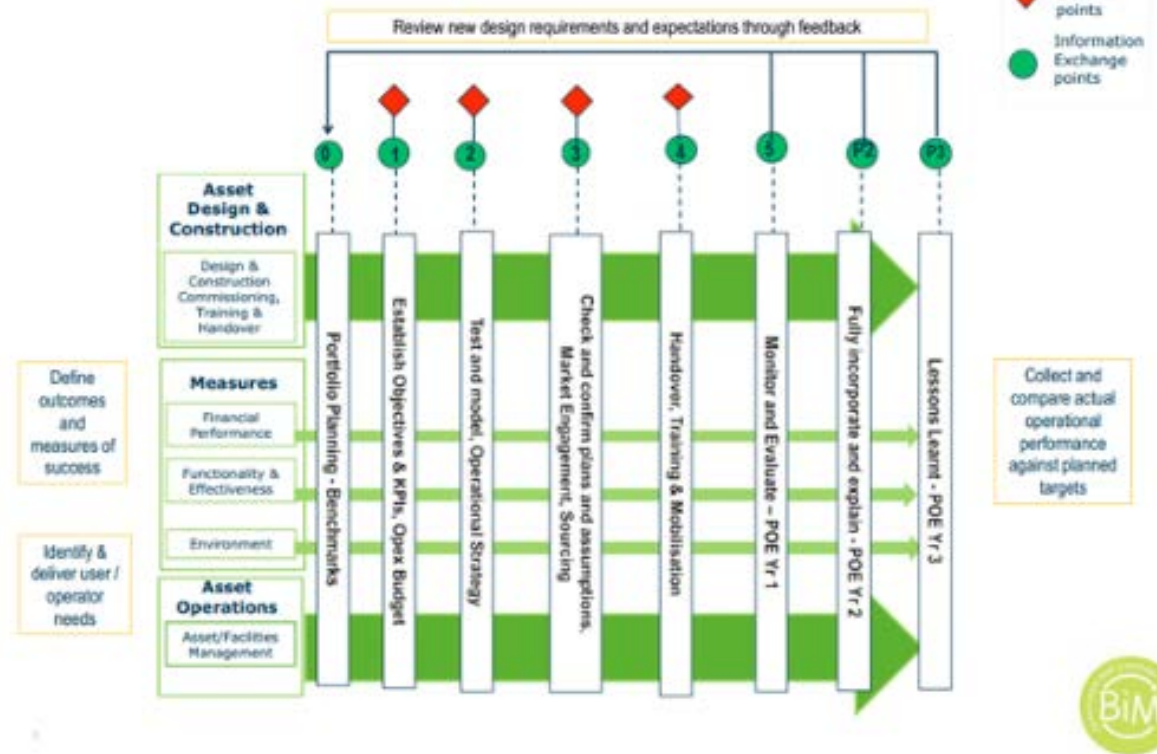 points
Information
Exchange
points
Review new design requirements and expectations through feedback
0
1
2
3
4
5
P2
P3
Asset
Design &
Construction
Design &
Construction
Commissioning,
Training &
Handover
Define
outcomes
and
measures of
success
Measures
Financial
Performance
Functionality &
Effectiveness
Environment
Identify &
deliver user /
operator
needs
Asset
Operations
Asset/Facilities
Management
Portfolio Planning - Benchmarks
Establish Objectives & KPIs, Opex Budget
Test and model, Operational Strategy
Check and confirm plans and assumptions,
Market Engagement, Sourcing
Handover, Training & Mobilisation
Monitor and Evaluate – POE Yr 1
Fully incorporate and explain - POE Yr 2
Lessons Learnt - POE Yr 3
Collect and
compare actual
operational
performance
against planned
targets
BiM